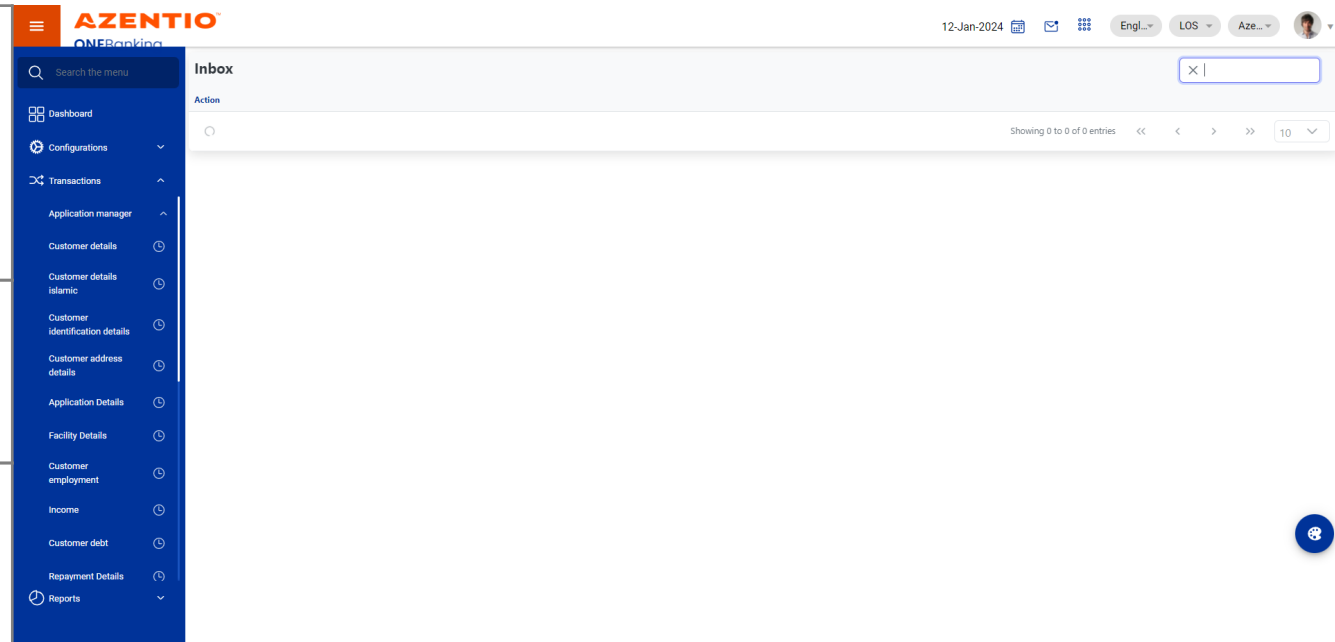 AZENTIO
ONEBanking
12-Jan-2024
Engl...
LOS
Aze...
Search the menu
Dashboard
Configurations
Transactions
Application manager
Customer details
Customer details
islamic
Customer
identification details
Customer address
details
Application Details
Facility Details
Customer
employment
Income
Customer debt
Repayment Details
Reports
Inbox
Action
Showing 0 to 0 of 0 entries
10